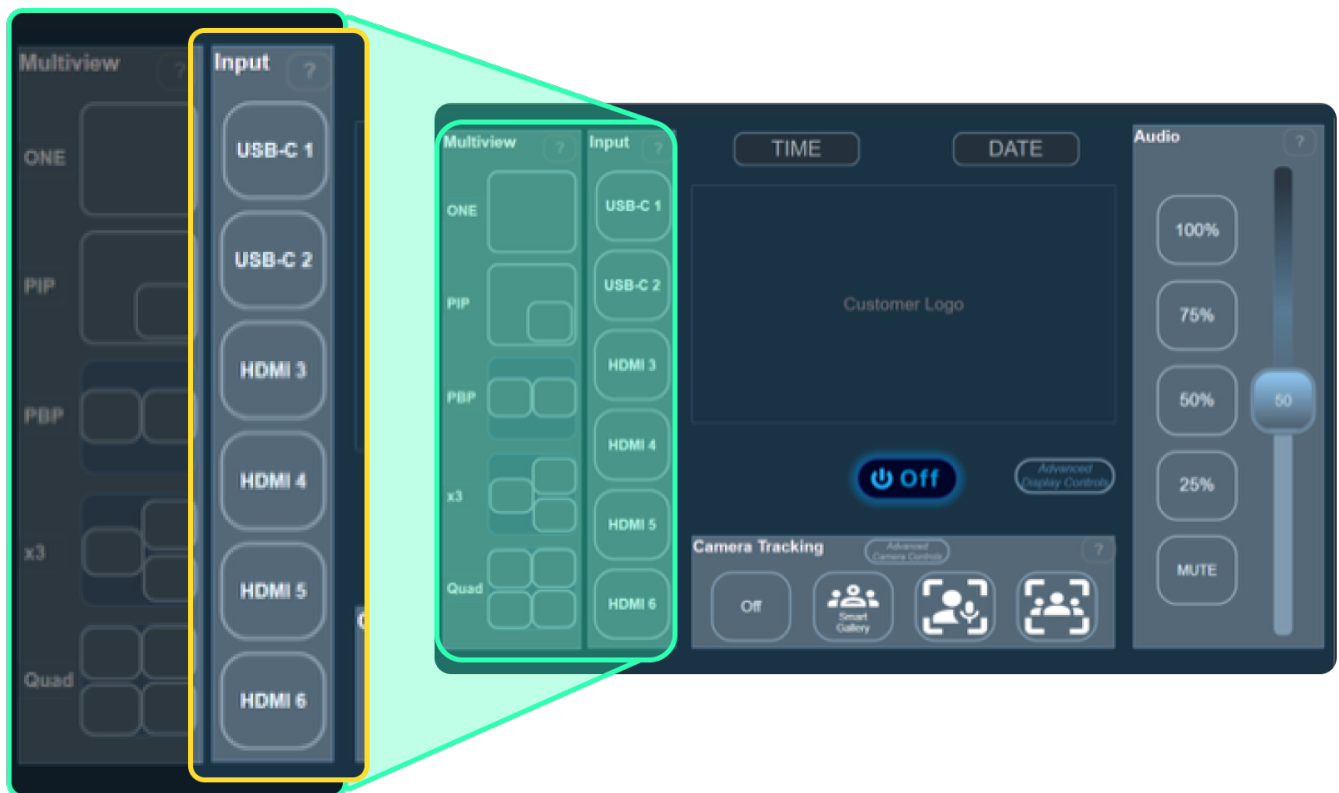 Multiview
?
Input
?
ONE
PIP
PBP
x3
Quad
USB-C 1
USB-C 2
HDMI 3
HDMI 4
HDMI 5
HDMI 6
Multiview
?
Input
?
ONE
PIP
PBP
x3
Quad
USB-C 1
USB-C 2
HDMI 3
HDMI 4
HDMI 5
HDMI 6
TIME
DATE
Customer Logo
Off
Advanced
Display Controls
Camera Tracking
Advanced
Camera Controls
?
Off
Smart
Gallery
Audio
?
100%
75%
50%
25%
MUTE
50